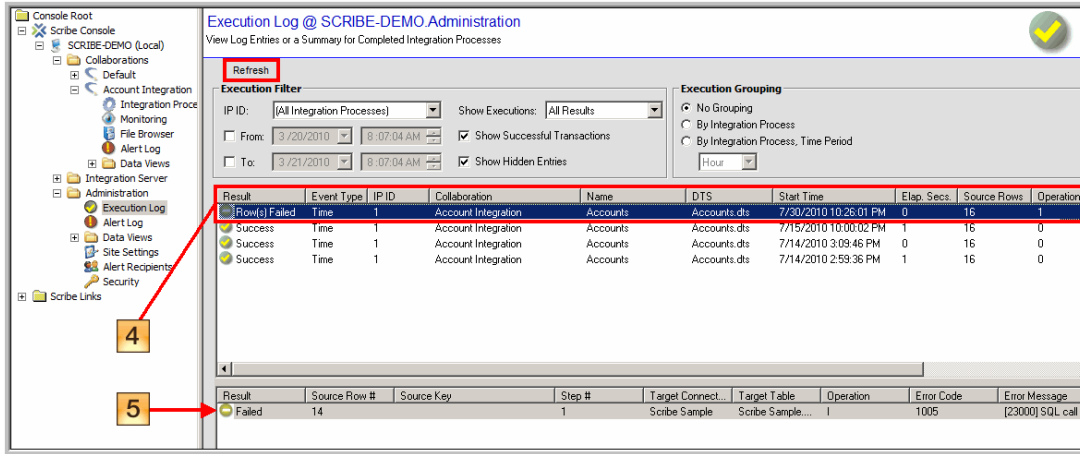 Console Root
Scribe Console
SCRIBE-DEMO (Local)
Collaborations
Default
Account Integration
Integration Proce
Monitoring
File Browser
Alert Log
Data Views
Integration Server
Administration
Execution Log
Alert Log
Data Views
Site Settings
Alert Recipients
Security
Scribe Links
4
5
Execution Log @ SCRIBE-DEMO.Administration
View Log Entries or a Summary for Completed Integration Processes
Refresh
Execution Filter
IP ID: (All Integration Processes) Show Executions: All Results
From: 3 /20/2010 8 :07:04 AM Show Successful Transactions
To: 3 /21/2010 8 :07:04 AM Show Hidden Entries
Execution Grouping
No Grouping
By Integration Process
By Integration Process, Time Period
Hour
Result Event Type IP ID Collaboration Name DTS Start Time Elap. Secs. Source Rows Operation
Row(s) Failed Time 1 Account Integration Accounts Accounts.dts 7/30/2010 10:26:01 PM 0 16 1
Success Time 1 Account Integration Accounts Accounts.dts 7/15/2010 10:00:02 PM 1 16 0
Success Time 1 Account Integration Accounts Accounts.dts 7/14/2010 3:09:46 PM 0 16 0
Success Time 1 Account Integration Accounts Accounts.dts 7/14/2010 2:59:36 PM 1 16 0
Result Source Row # Source Key Step # Target Connect... Target Table Operation Error Code Error Message
Failed 14 1 Scribe Sample Scribe Sample.... I 1005 [23000] SQL call